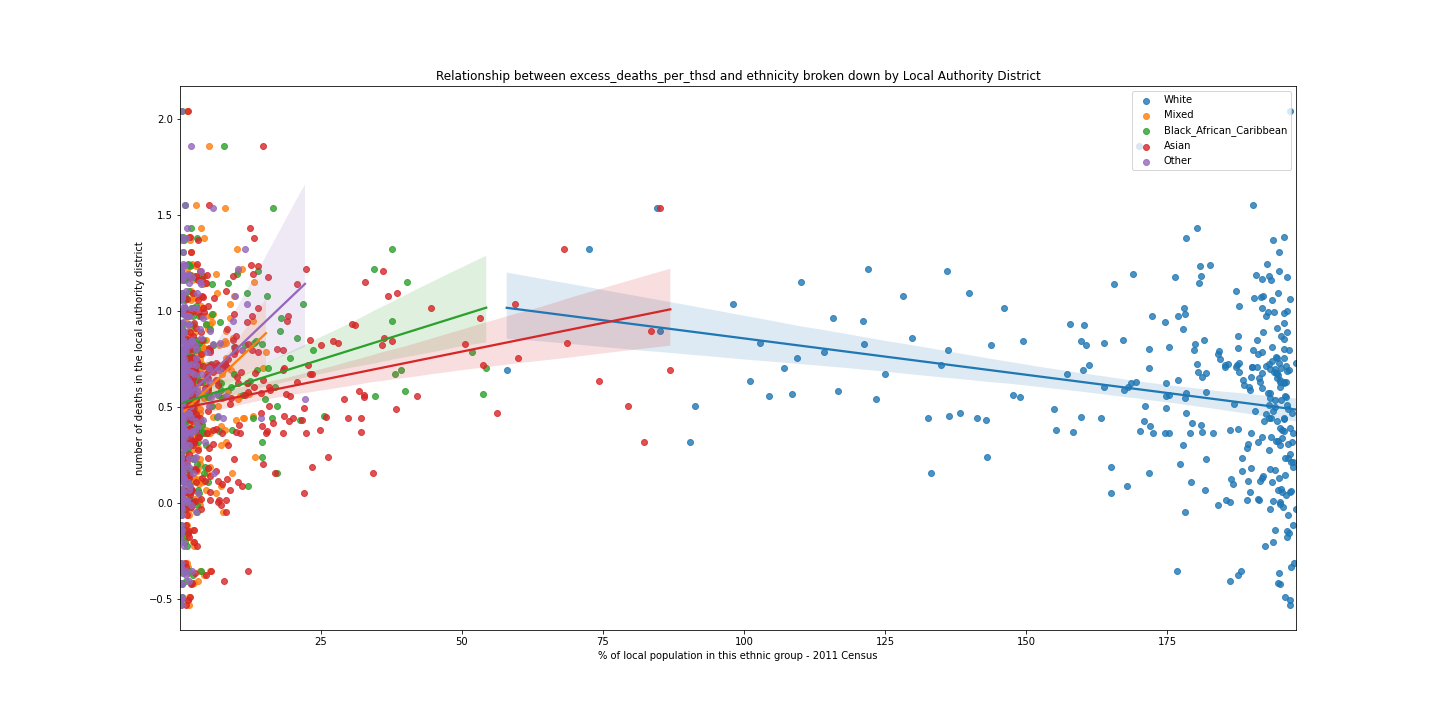 Relationship between excess_deaths_per_thsd and ethnicity broken down by Local Authority District
White
Mixed
Black_African_Caribbean
Asian
Other
number of deaths in the local authority district
2.0
1.5
1.0
0.5
0.0
−0.5
25 50 75 100 125 150 175
% of local population in this ethnic group - 2011 Census